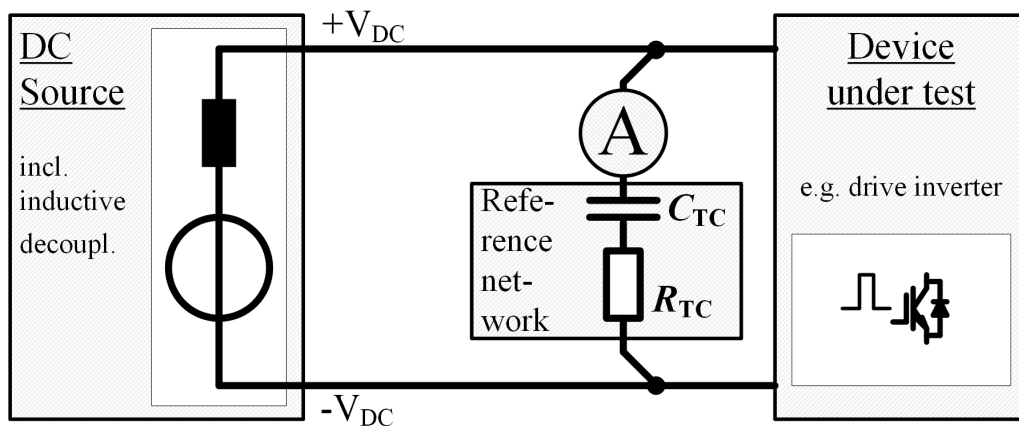 DC
Source
incl.
inductive
decoupl.
+V_DC
-V_DC
A
Refe-
rence
net-
work
C_TC
R_TC
Device
under test
e.g. drive inverter